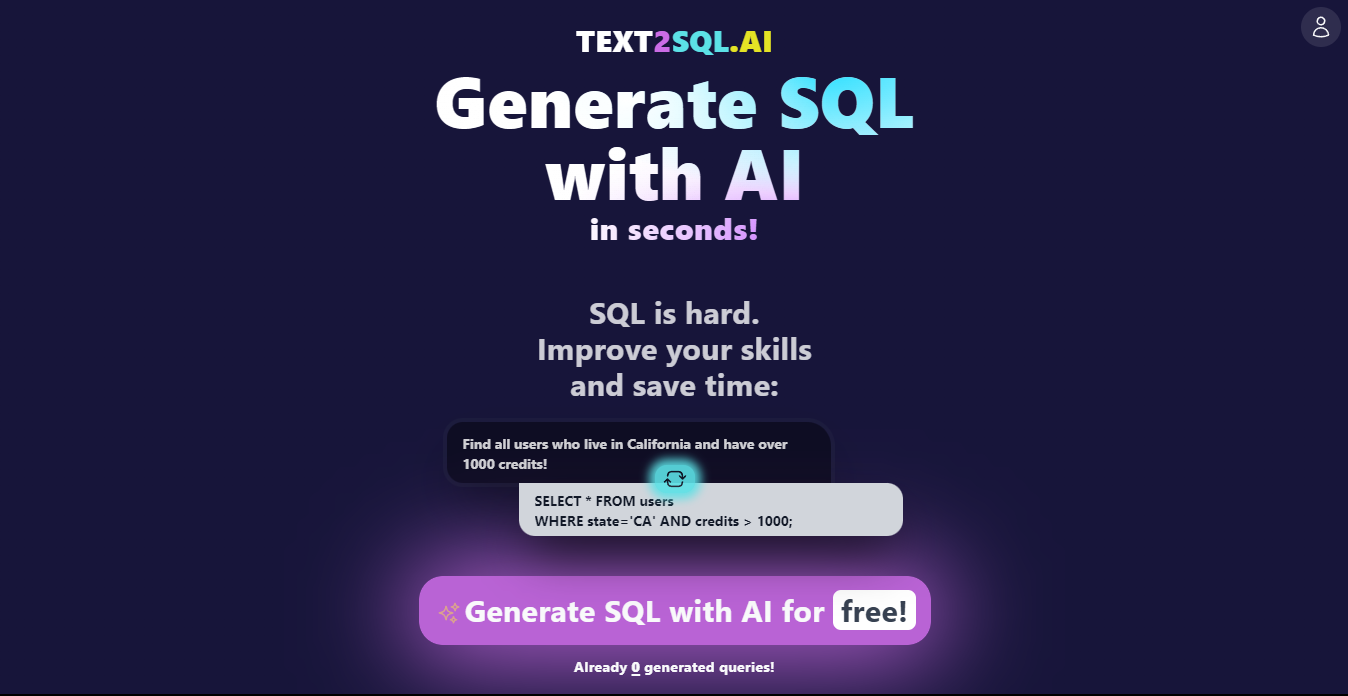 TEXT2SQL.AI
Generate SQL
with AI
in seconds!
SQL is hard.
Improve your skills
and save time:
Find all users who live in California and have over
1000 credits!
SELECT * FROM users
WHERE state='CA' AND credits > 1000;
Generate SQL with AI for free!
Already 0 generated queries!